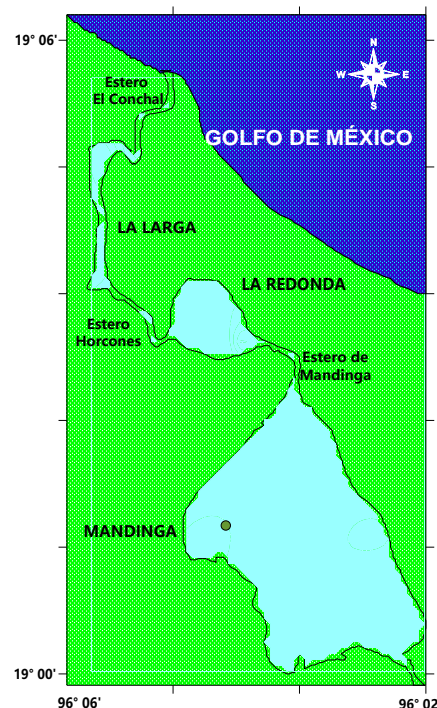 19° 06'
N
W E
S
Estero
El Conchal
GOLFO DE MÉXICO
LA LARGA
LA REDONDA
Estero
Horcones
Estero de
Mandinga
MANDINGA
19° 00'
96° 06'
96° 02